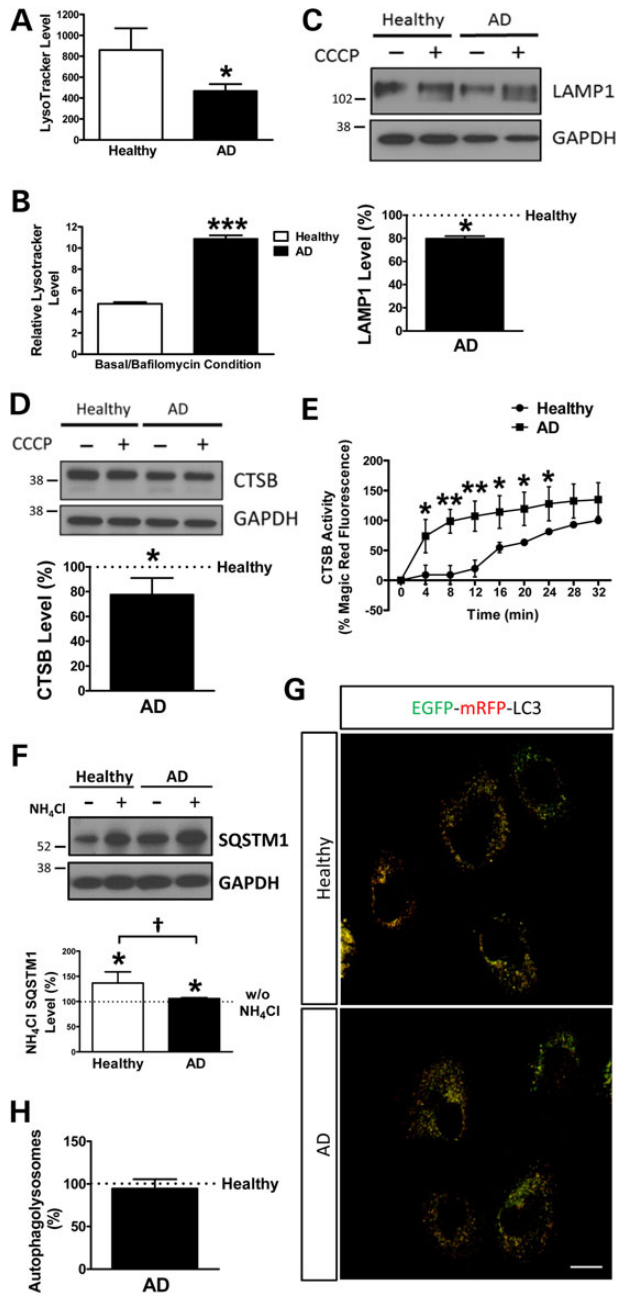 A
LysoTracker Level
1400
1200
1000
800
600
400
200
0
*
Healthy
AD
B
Relative Lysotracker
Level
12
10
8
6
4
2
0
***
Healthy
AD
Basal/Bafilomycin Condition
C
Healthy AD
CCCP − + − +
LAMP1
102
38
GAPDH
LAMP1 Level (%)
100
80
60
40
20
0
Healthy
*
AD
D
Healthy AD
CCCP − + − +
38
CTSB
38
GAPDH
CTSB Level (%)
100
80
60
40
20
0
*
Healthy
AD
E
Healthy
AD
CTSB Activity
(% Magic Red Fluorescence)
200
150
100
50
0
-50
* ** ** * * *
0 4 8 12 16 20 24 28 32
Time (min)
F
Healthy AD
NH4Cl − + − +
SQSTM1
52
38
GAPDH
NH4Cl SQSTM1
Level (%)
200
150
100
50
0
†
* *
w/o
NH4Cl
Healthy AD
G
EGFP-mRFP-LC3
Healthy
AD
H
Autophagolysosomes
(%)
150
100
50
0
Healthy
AD